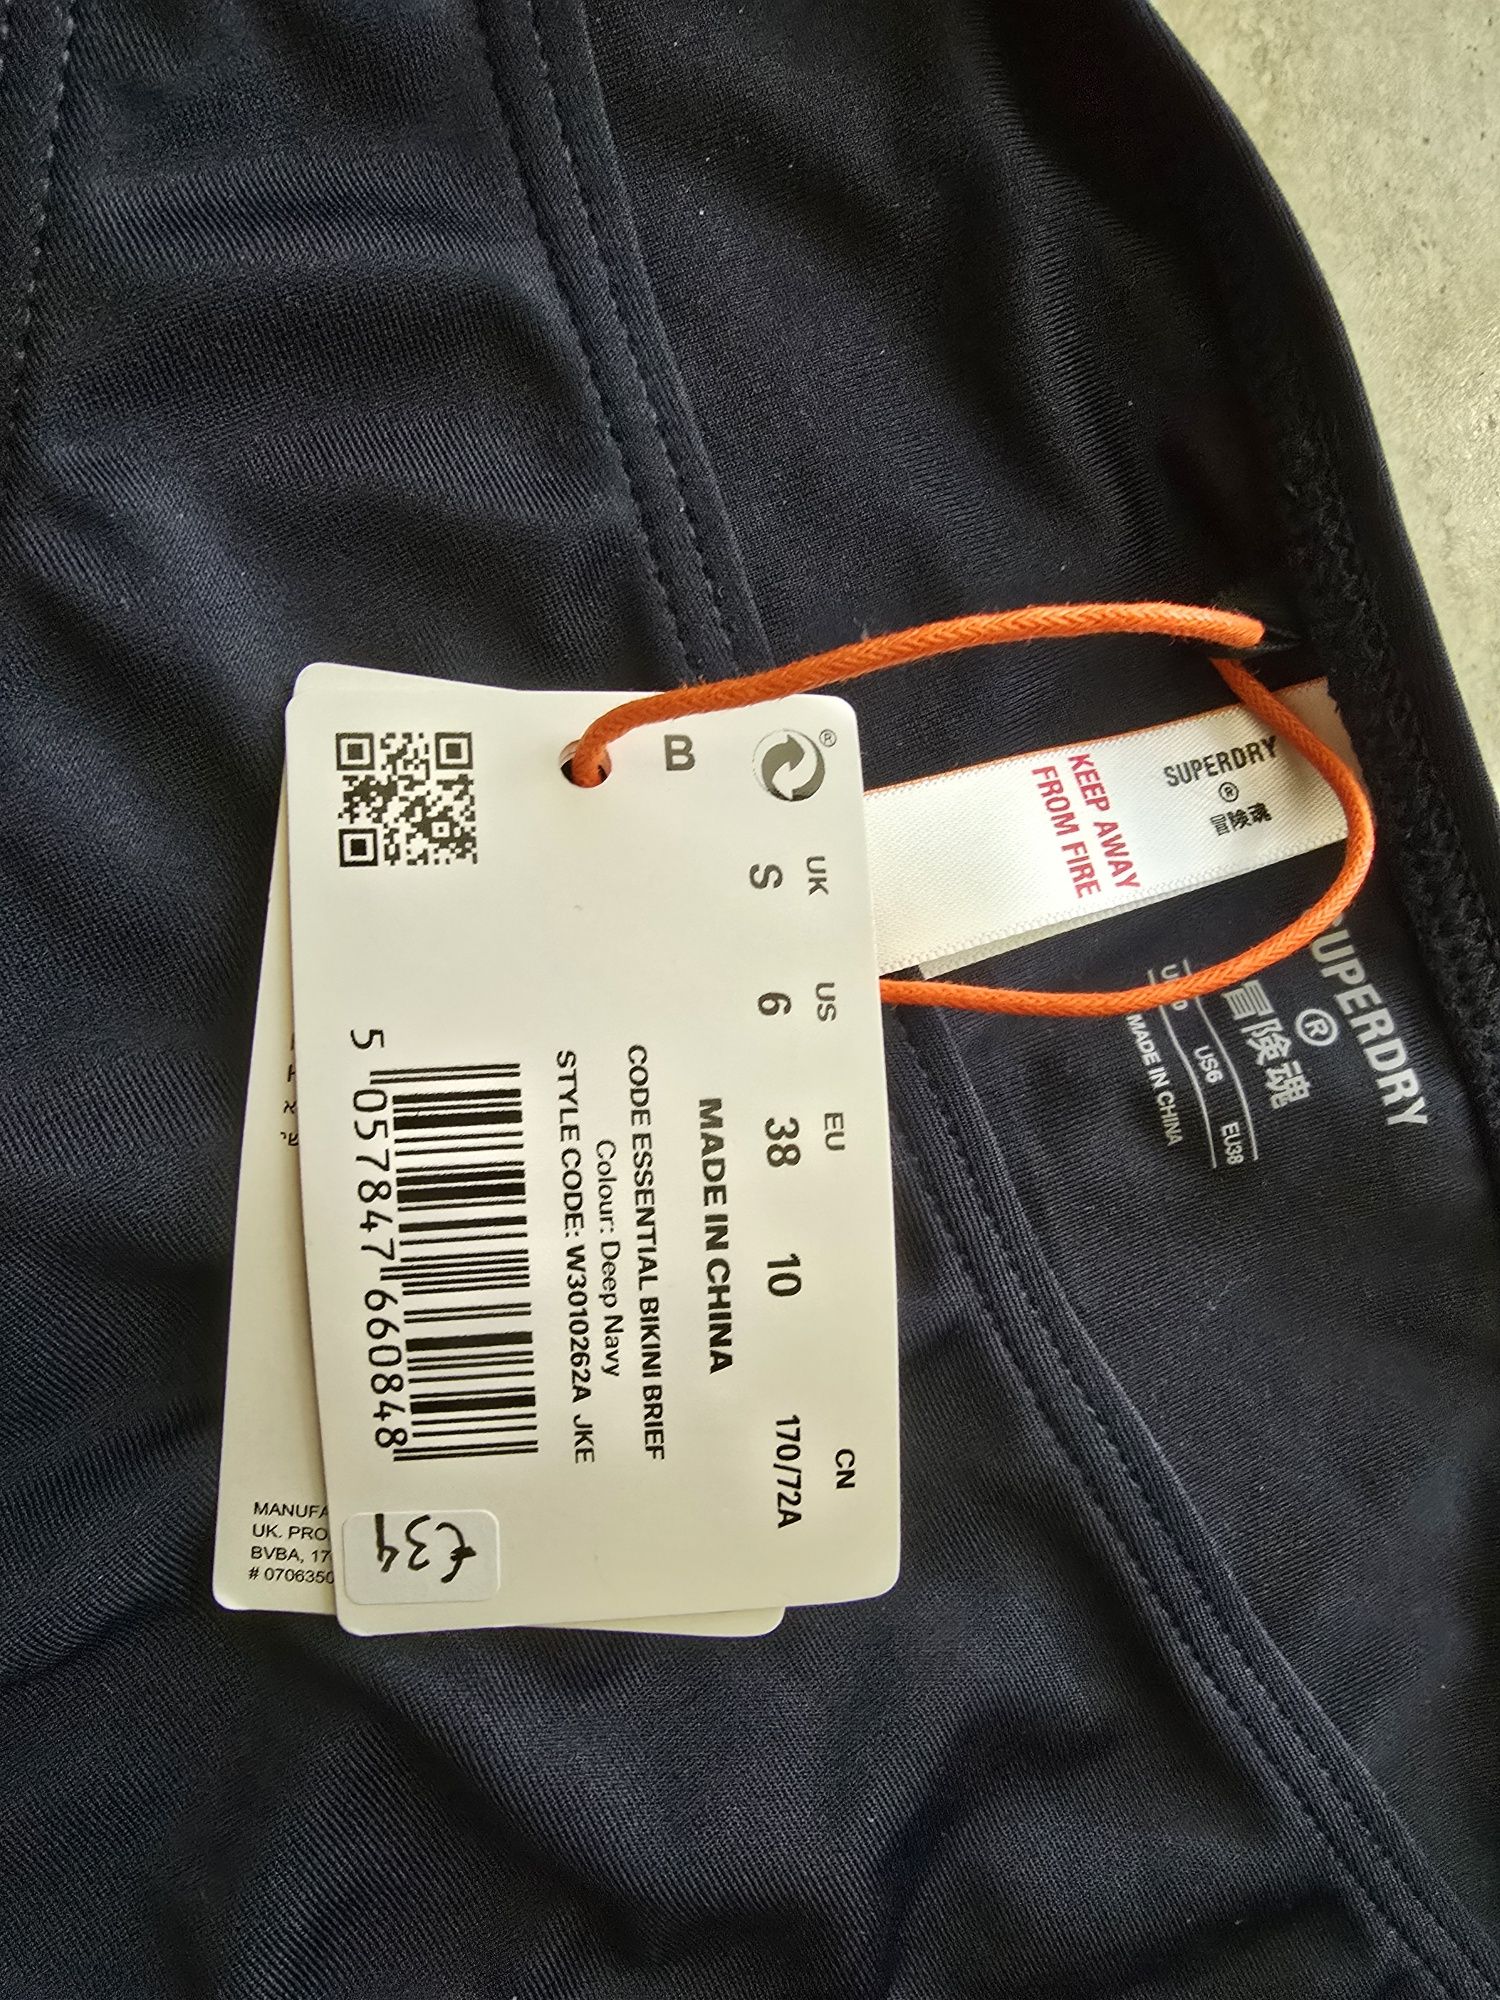 SUPERDRY
®
冒険魂
KEEP AWAY
FROM FIRE
SUPERDRY
®
冒険魂
US6 EU38
MADE IN CHINA
®
UK US EU CN
S 6 38 10 170/72A
B
MADE IN CHINA
CODE ESSENTIAL BIKINI BRIEF
Colour: Deep Navy
STYLE CODE: W3010262A JKE
5 057847 660848
MANUFA
UK. PRO
BVBA, 17
# 0706350